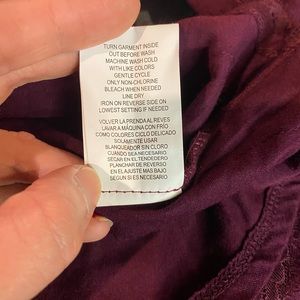 TURN GARMENT INSIDE
OUT BEFORE WASH
MACHINE WASH COLD
WITH LIKE COLORS
GENTLE CYCLE
ONLY NON-CHLORINE
BLEACH WHEN NEEDED
LINE DRY
IRON ON REVERSE SIDE ON
LOWEST SETTING IF NEEDED
VOLVER LA PRENDA AL REVES
LAVAR A MÁQUINA CON FRIO
COMO COLORES CICLO DELICADO
SOLAMENTE USAR
BLANQUEADOR SIN CLORO
CUANDO SEA NECESARIO
SECAR EN EL TENDEDERO
PLANCHAR DE REVERSO
EN EL AJUSTE MAS BAJO
SEGUN SI ES NECESARIO